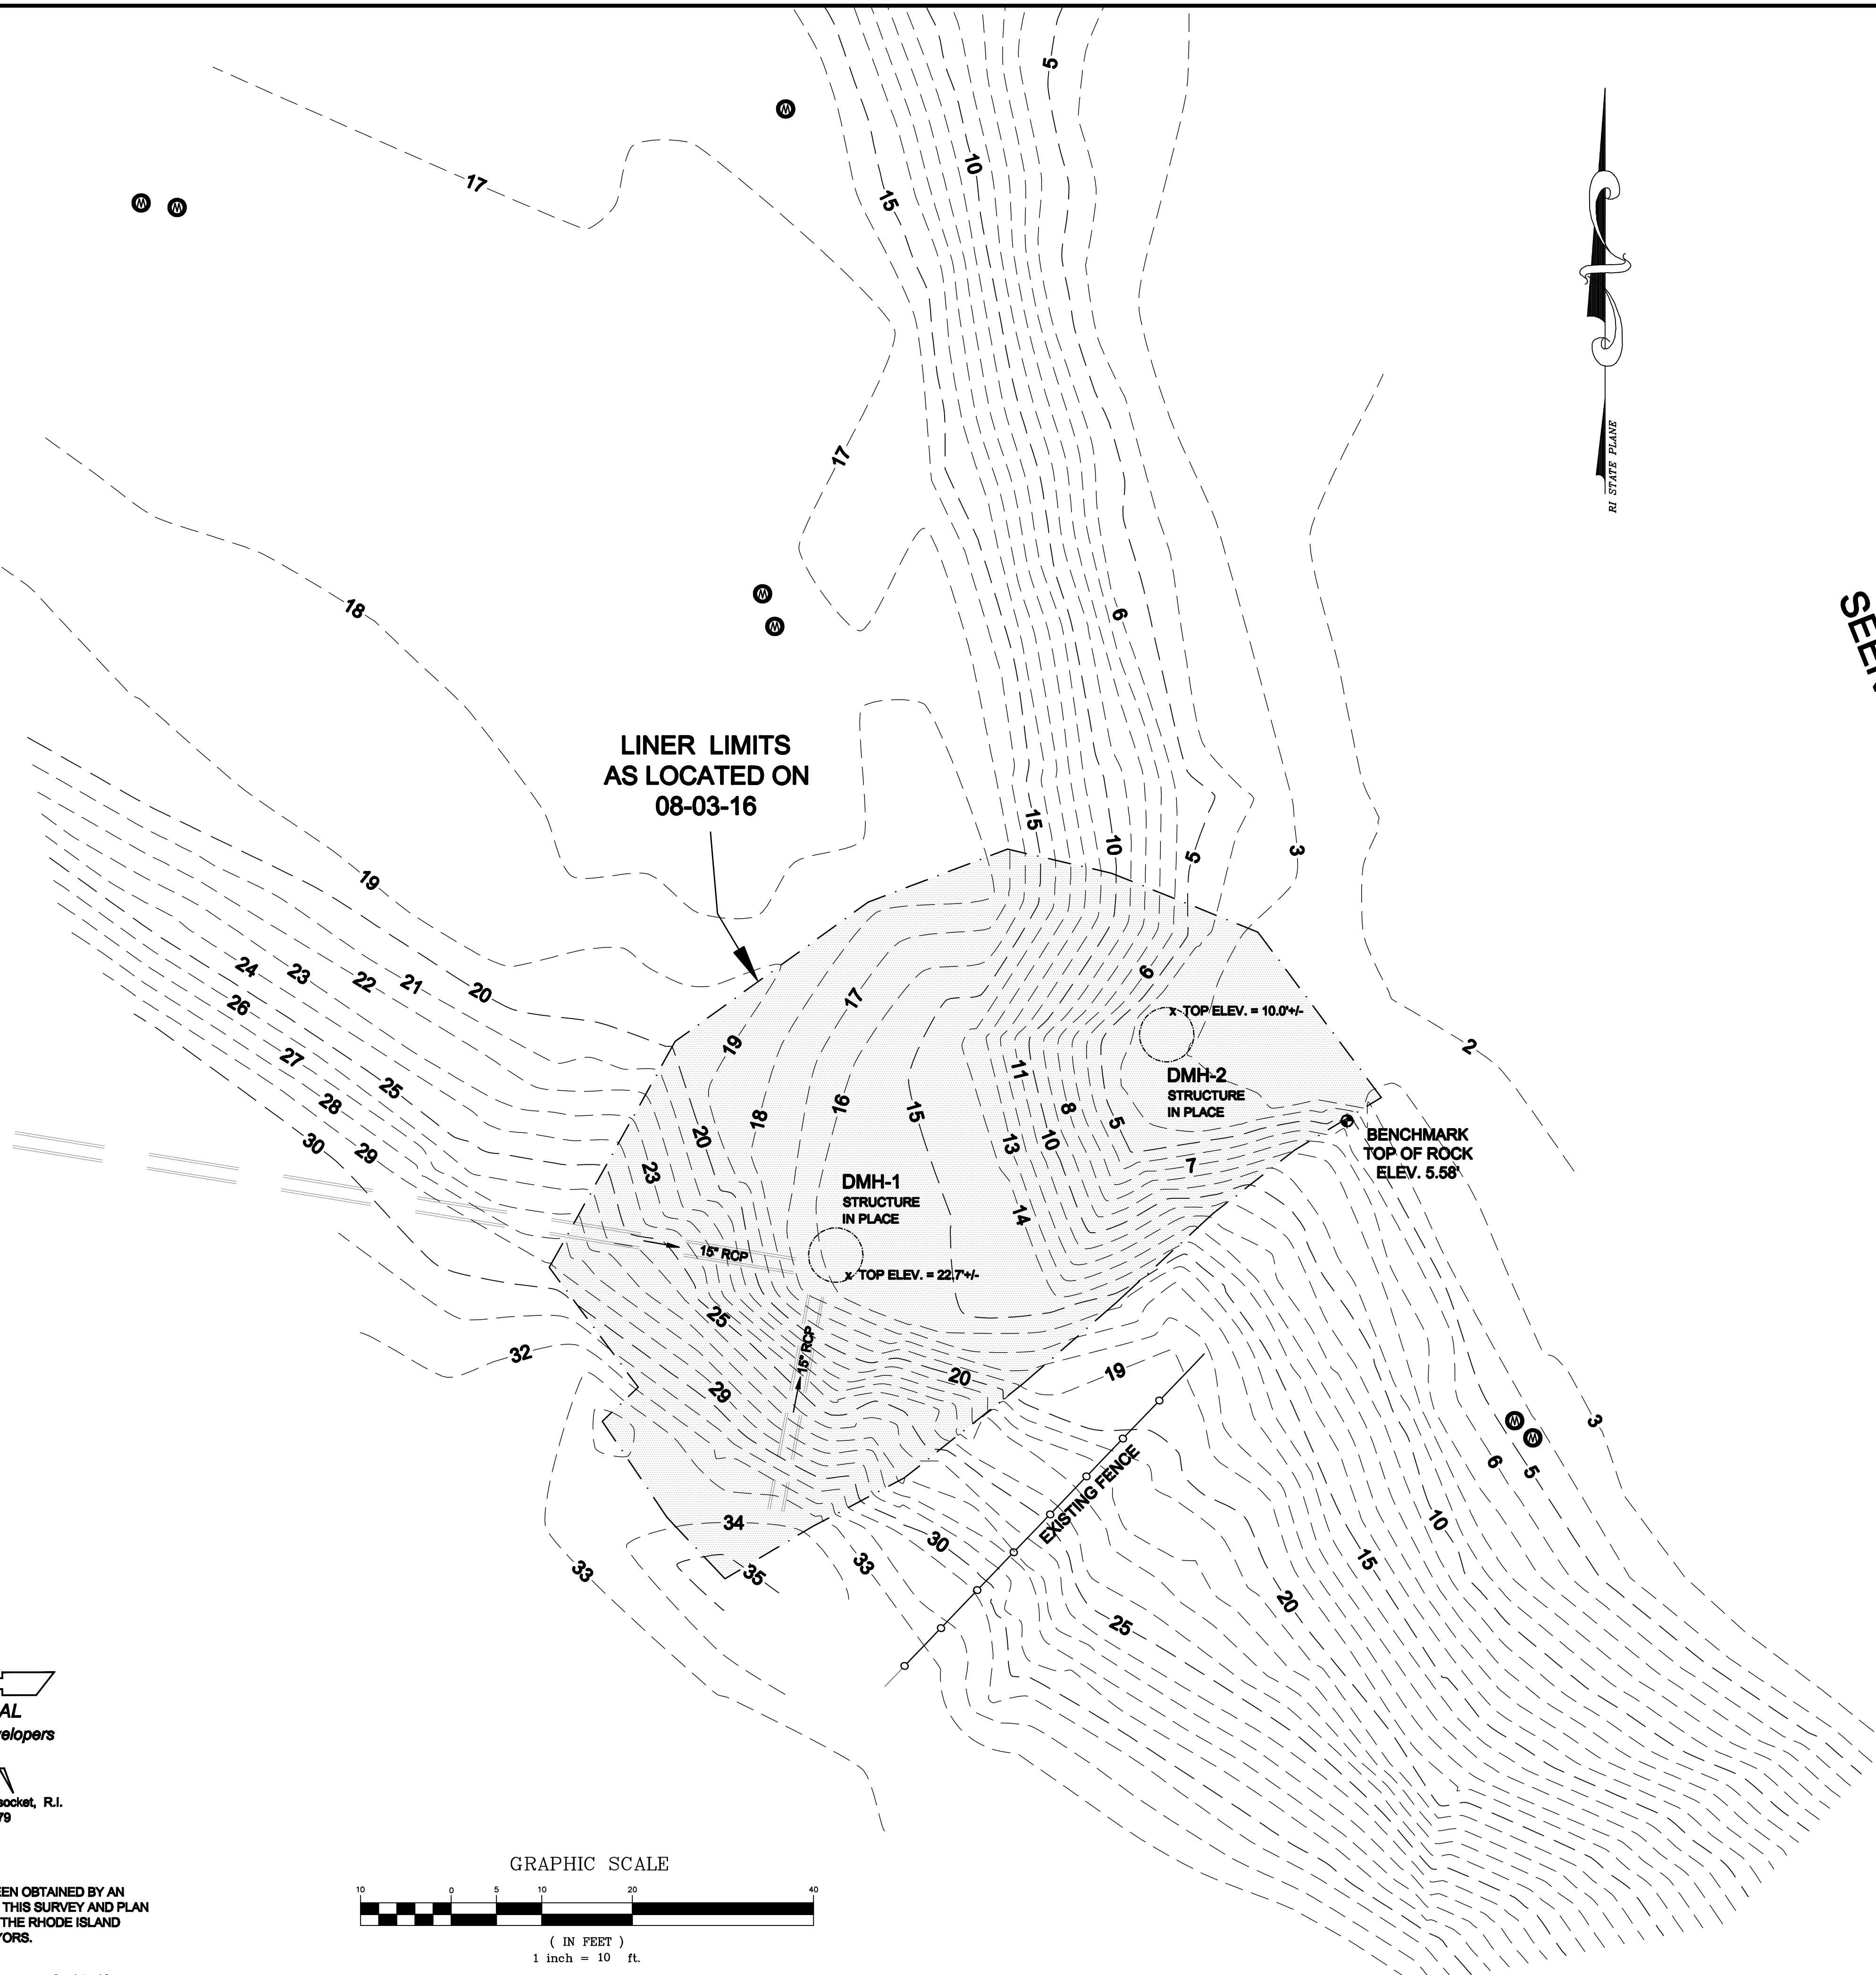 5
10
15
17
RI STATE PLANE
17
18
6
LINER LIMITS
AS LOCATED ON
08-03-16
15
10
5
3
19
24
23
22
21
20
26
27
25
28
30
29
17
6
x TOP ELEV. = 10.0'+/-
19
2
11
DMH-2
STRUCTURE
IN PLACE
18
16
15
8
5
20
13
10
BENCHMARK
TOP OF ROCK
ELEV. 5.58'
7
23
DMH-1
STRUCTURE
IN PLACE
14
15" RCP
x TOP ELEV. = 22.7'+/-
25
15" RCP
32
20
19
29
3
6
5
EXISTING FENCE
34
30
10
33
35
33
15
20
25
AL
socket, R.I.
79
OBTAINED BY AN
THIS SURVEY AND PLAN
THE RHODE ISLAND
GRAPHIC SCALE
10 0 5 10 20 40
( IN FEET )
1 inch = 10 ft.